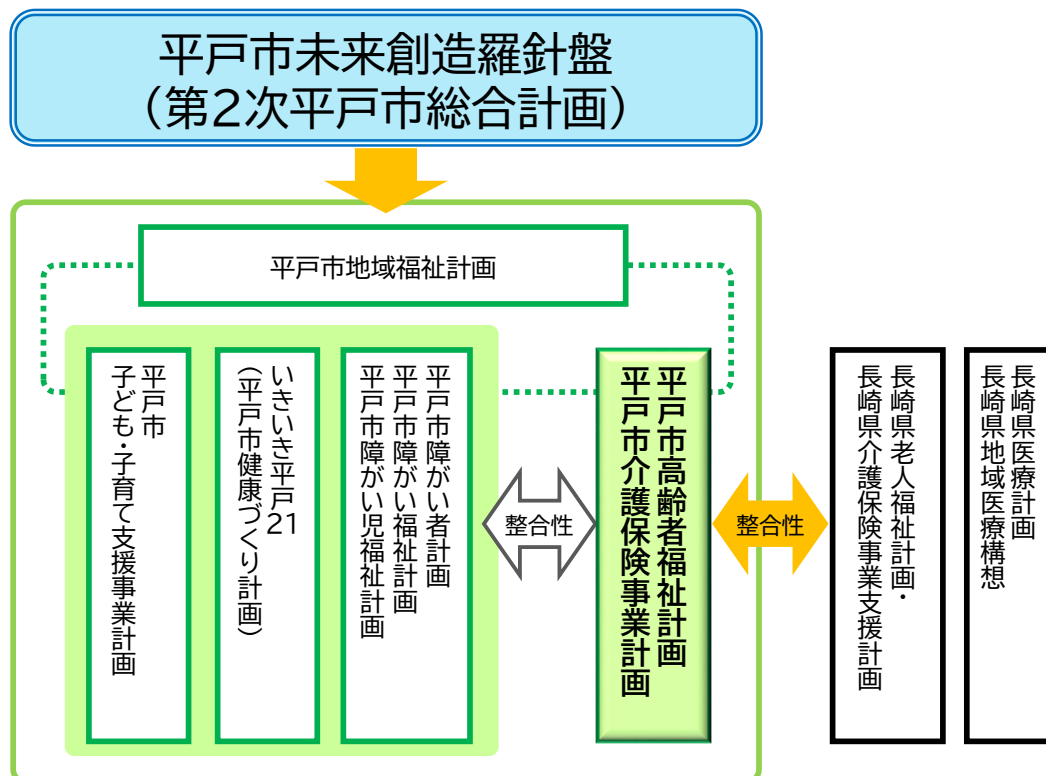 平戸市未来創造羅針盤
（第2次平戸市総合計画）
平戸市地域福祉計画
平戸市
子ども・子育て支援事業計画
いきいき平戸21
（平戸市健康づくり計画）
平戸市障がい者計画
平戸市障がい福祉計画
平戸市障がい児福祉計画
整合性
平戸市高齢者福祉計画
平戸市介護保険事業計画
整合性
長崎県老人福祉計画・
長崎県介護保険事業支援計画
長崎県医療計画
長崎県地域医療構想